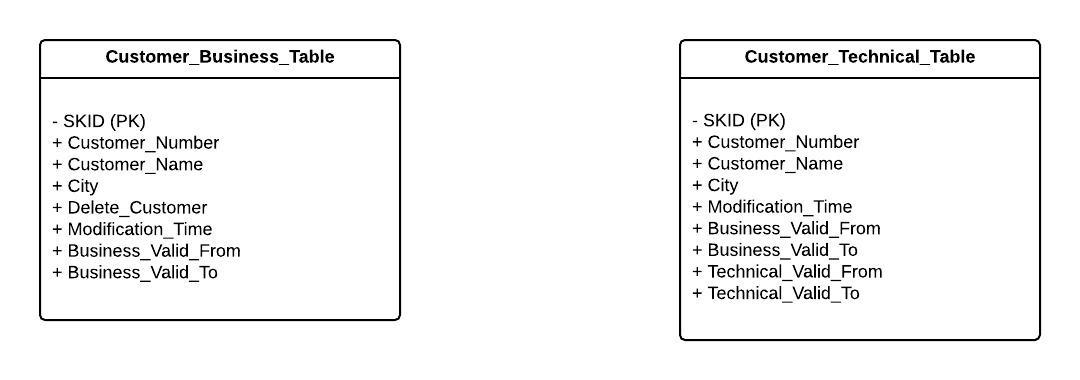 Customer_Business_Table
- SKID (PK)
+ Customer_Number
+ Customer_Name
+ City
+ Delete_Customer
+ Modification_Time
+ Business_Valid_From
+ Business_Valid_To
Customer_Technical_Table
- SKID (PK)
+ Customer_Number
+ Customer_Name
+ City
+ Modification_Time
+ Business_Valid_From
+ Business_Valid_To
+ Technical_Valid_From
+ Technical_Valid_To